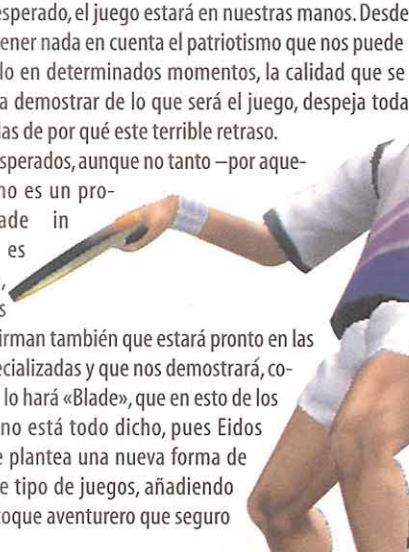 esperado, el juego estará en nuestras manos. Desde
tener nada en cuenta el patriotismo que nos puede
lo en determinados momentos, la calidad que se
a demostrar de lo que será el juego, despeja toda
das de por qué este terrible retraso.
esperados, aunque no tanto –por aque-
no es un pro-
ade in
es
,
s
irman también que estará pronto en las
ecializadas y que nos demostrará, co-
lo hará «Blade», que en esto de los
no está todo dicho, pues Eidos
e plantea una nueva forma de
e tipo de juegos, añadiendo
toque aventurero que seguro